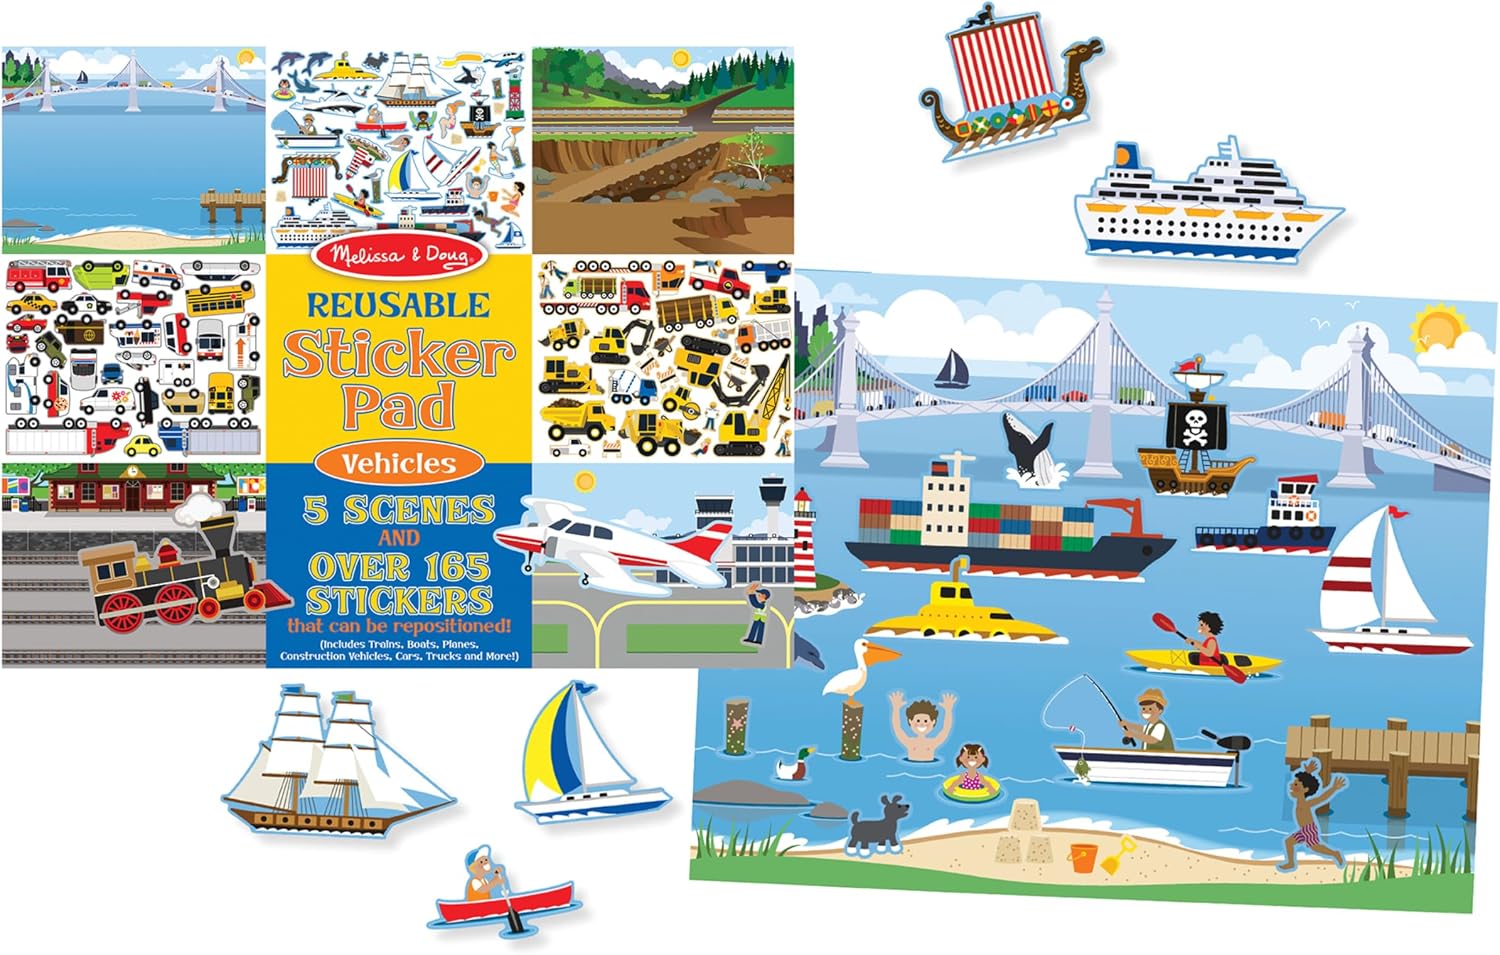 Melissa & Doug
REUSABLE
Sticker
Pad
Vehicles
5 SCENES
AND
OVER 165
STICKERS
that can be repositioned!
(Includes Trains, Boats, Planes,
Construction Vehicles, Cars, Trucks and More!)